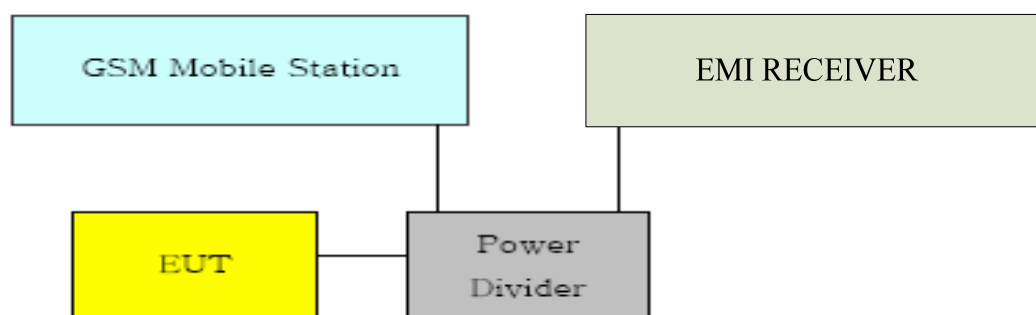 GSM Mobile Station
EMI RECEIVER
EUT
Power
Divider